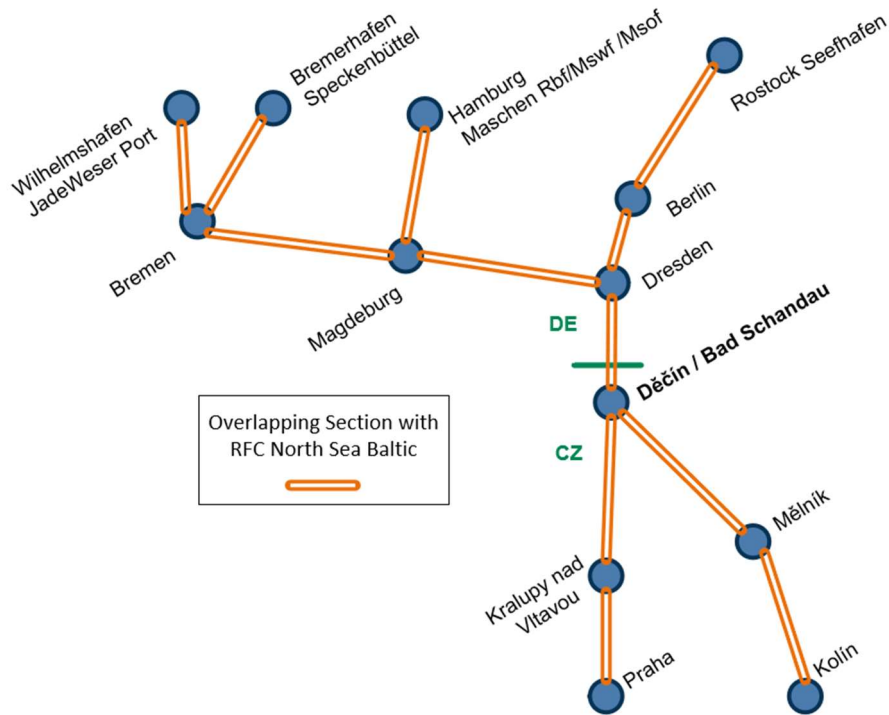 Wilhelmshafen
JadeWeser Port
Bremerhafen
Speckenbüttel
Hamburg
Maschen Rbf/Mswf /Msof
Rostock Seefhafen
Berlin
Bremen
Magdeburg
Dresden
DE
Děčín / Bad Schandau
CZ
Overlapping Section with
RFC North Sea Baltic
Mělník
Kralupy nad
Vltavou
Praha
Kolín